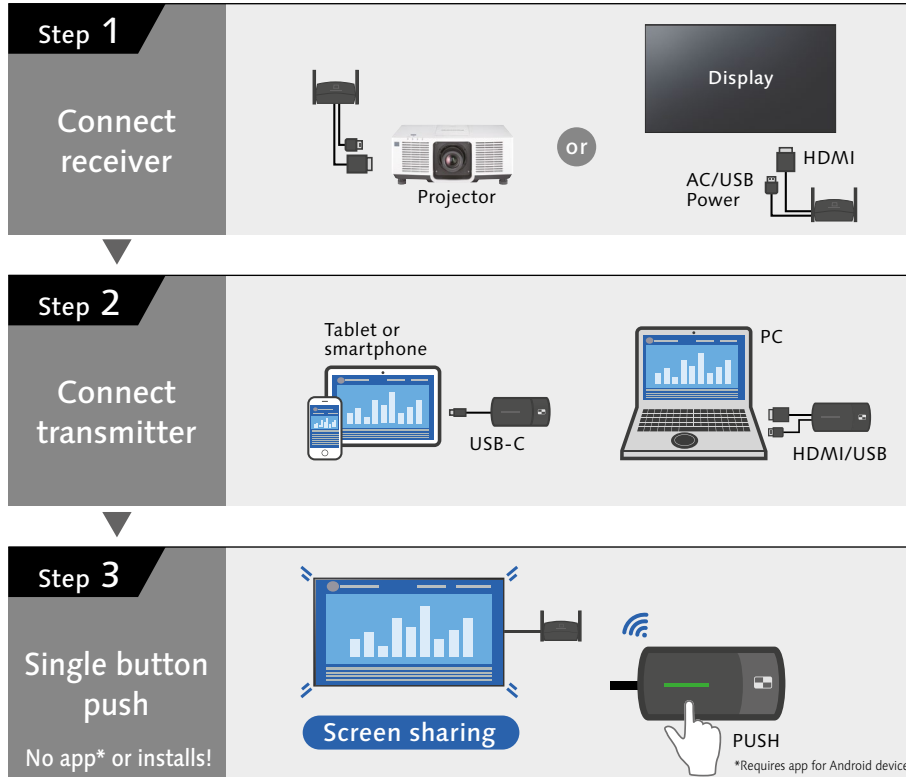 Step 1
Connect
receiver
Projector
or
Display
HDMI
AC/USB
Power
Step 2
Connect
transmitter
Tablet or
smartphone
USB-C
PC
HDMI/USB
Step 3
Single button
push
No app* or installs!
Screen sharing
PUSH
*Requires app for Android device